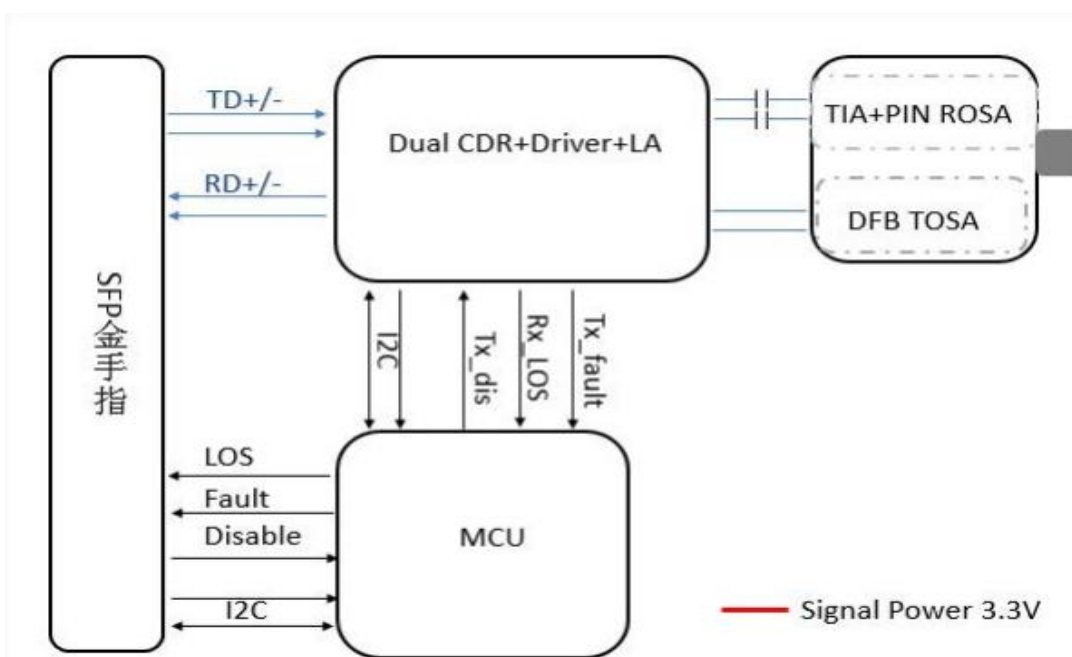 TD+/-
RD+/-
Dual CDR+Driver+LA
TIA+PIN ROSA
DFB TOSA
SFP金手指
I2C
Tx_dis
Rx_LOS
Tx_fault
LOS
Fault
Disable
I2C
MCU
Signal Power 3.3V